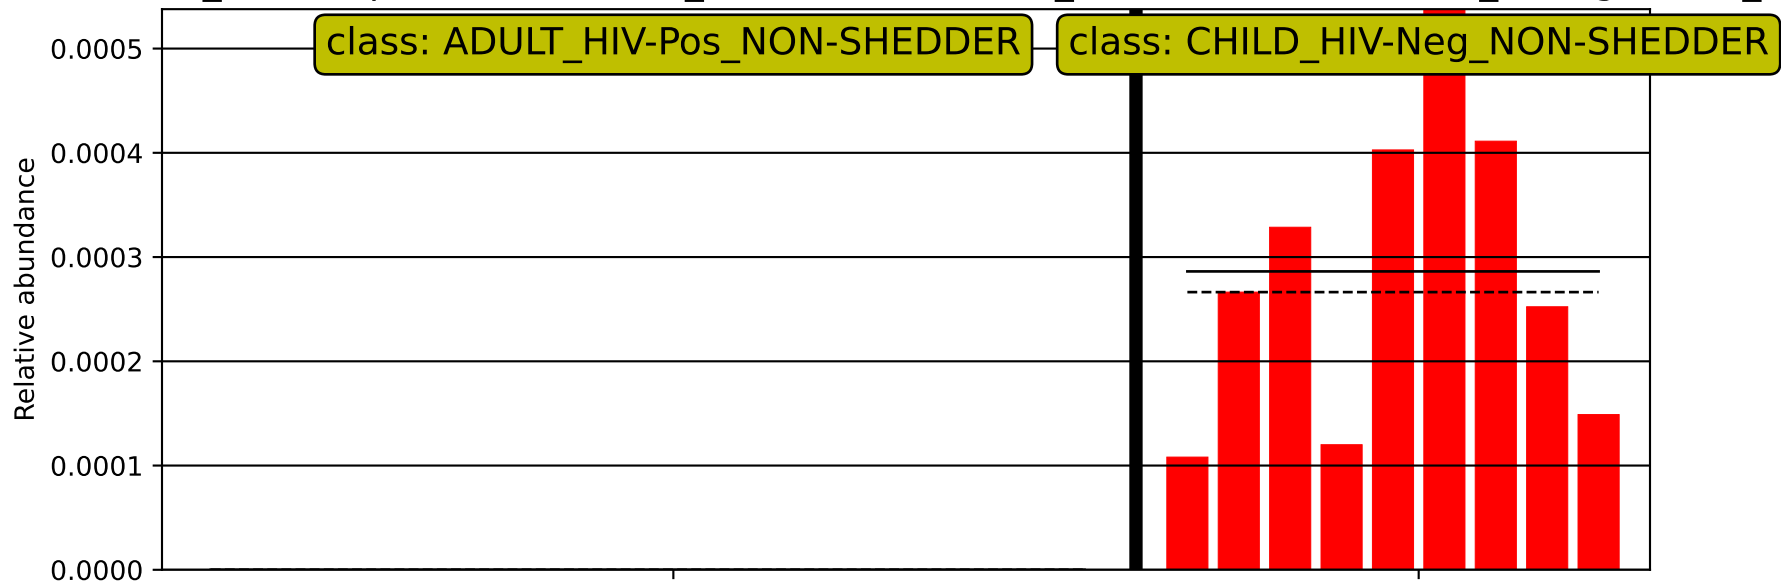 class: ADULT_HIV-Pos_NON-SHEDDER
class: CHILD_HIV-Neg_NON-SHEDDER
0.0005
0.0004
0.0003
0.0002
0.0001
0.0000
Relative abundance